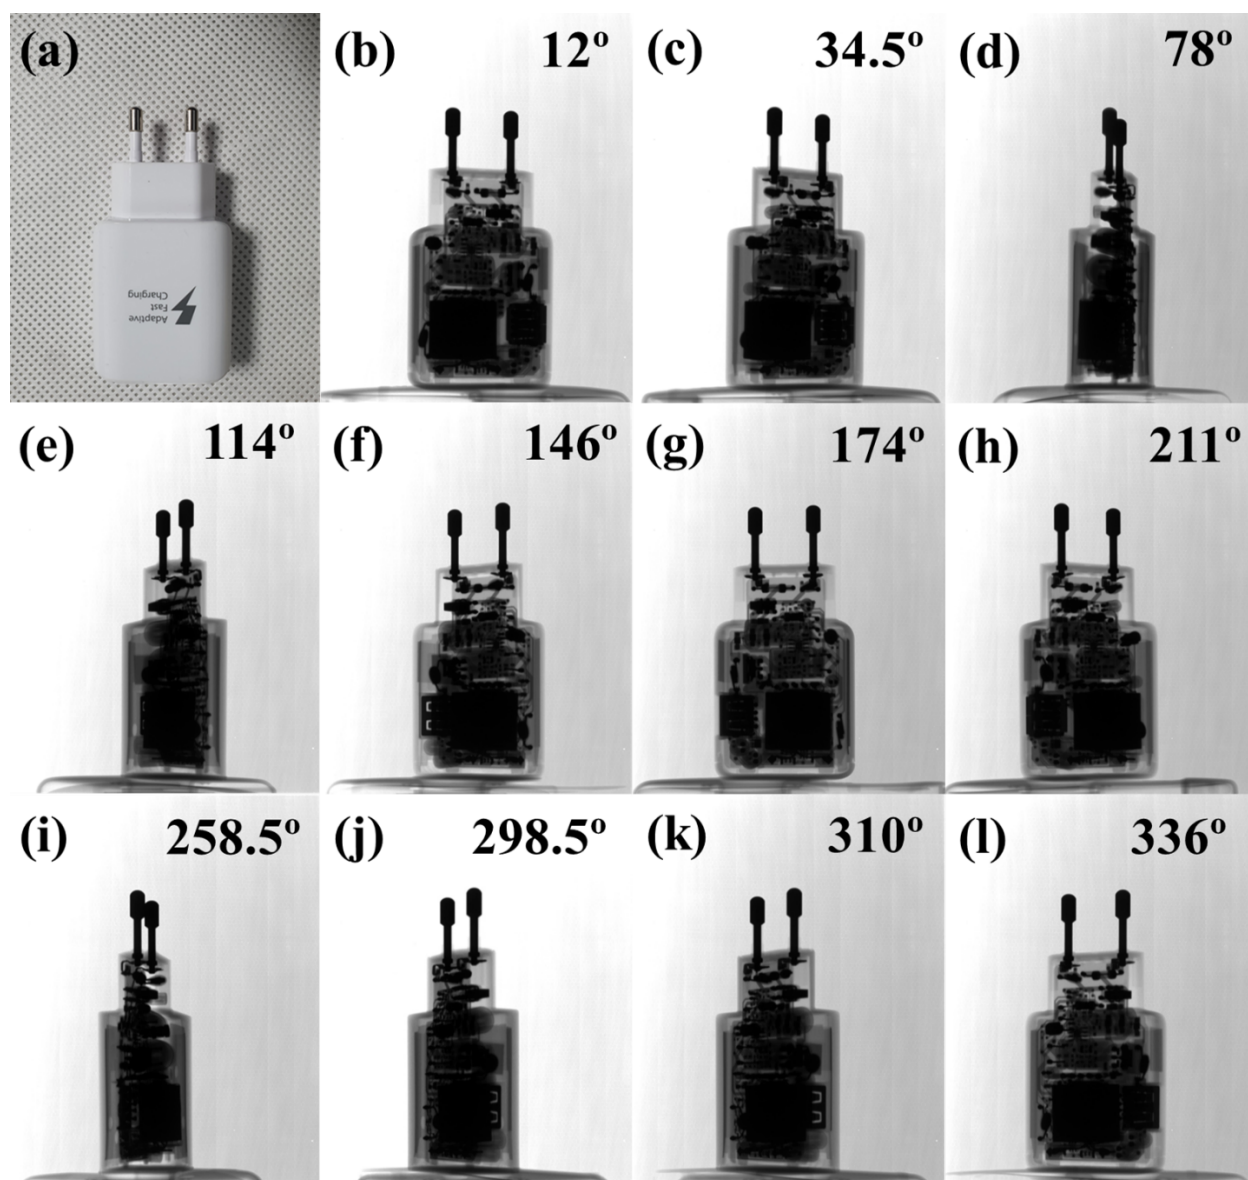 (a)
Adaptive
Fast
Charging
(b) 12º
(c) 34.5º
(d) 78º
(e) 114º
(f) 146º
(g) 174º
(h) 211º
(i) 258.5º
(j) 298.5º
(k) 310º
(l) 336º